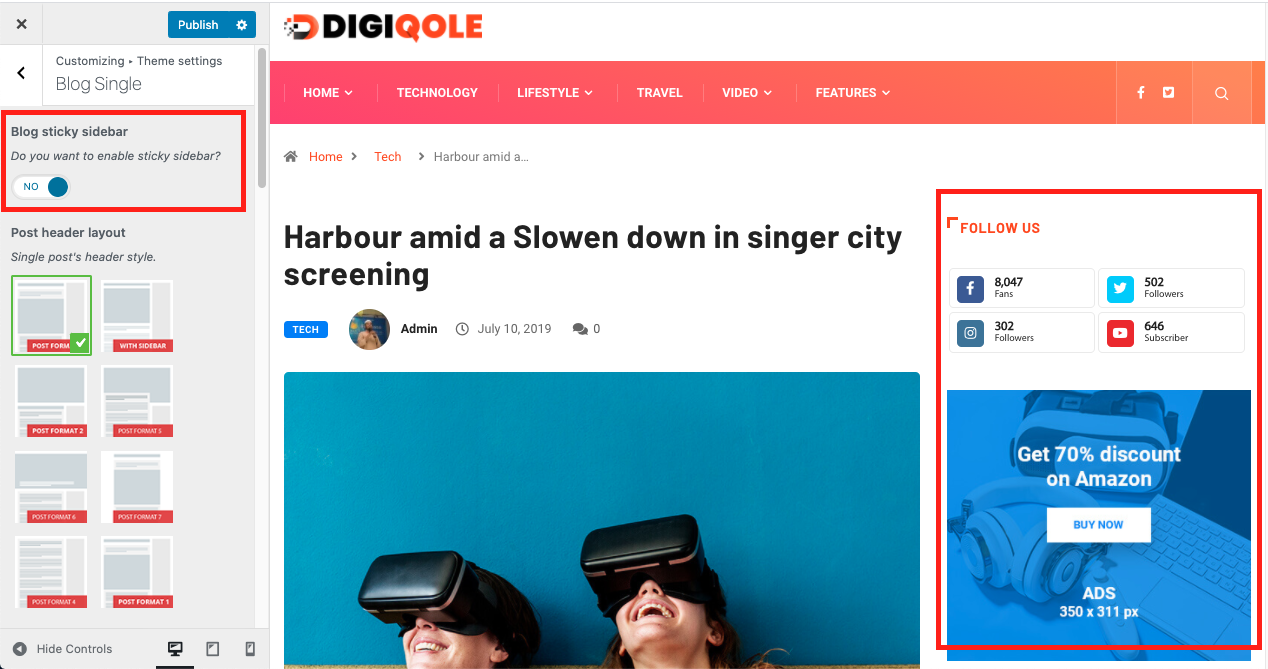 Publish
Customizing ▸ Theme settings
Blog Single
Blog sticky sidebar
Do you want to enable sticky sidebar?
NO
Post header layout
Single post's header style.
POST FORM
WITH SIDEBAR
POST FORMAT 2
POST FORMAT 5
POST FORMAT 6
POST FORMAT 7
POST FORMAT 4
POST FORMAT 1
Hide Controls
DIGIQOLE
HOME
TECHNOLOGY
LIFESTYLE
TRAVEL
VIDEO
FEATURES
Home
Tech
Harbour amid a...
Harbour amid a Slowen down in singer city
screening
TECH
Admin
July 10, 2019
0
FOLLOW US
8,047
Fans
502
Followers
302
Followers
646
Subscriber
Get 70% discount
on Amazon
BUY NOW
ADS
350 x 311 px